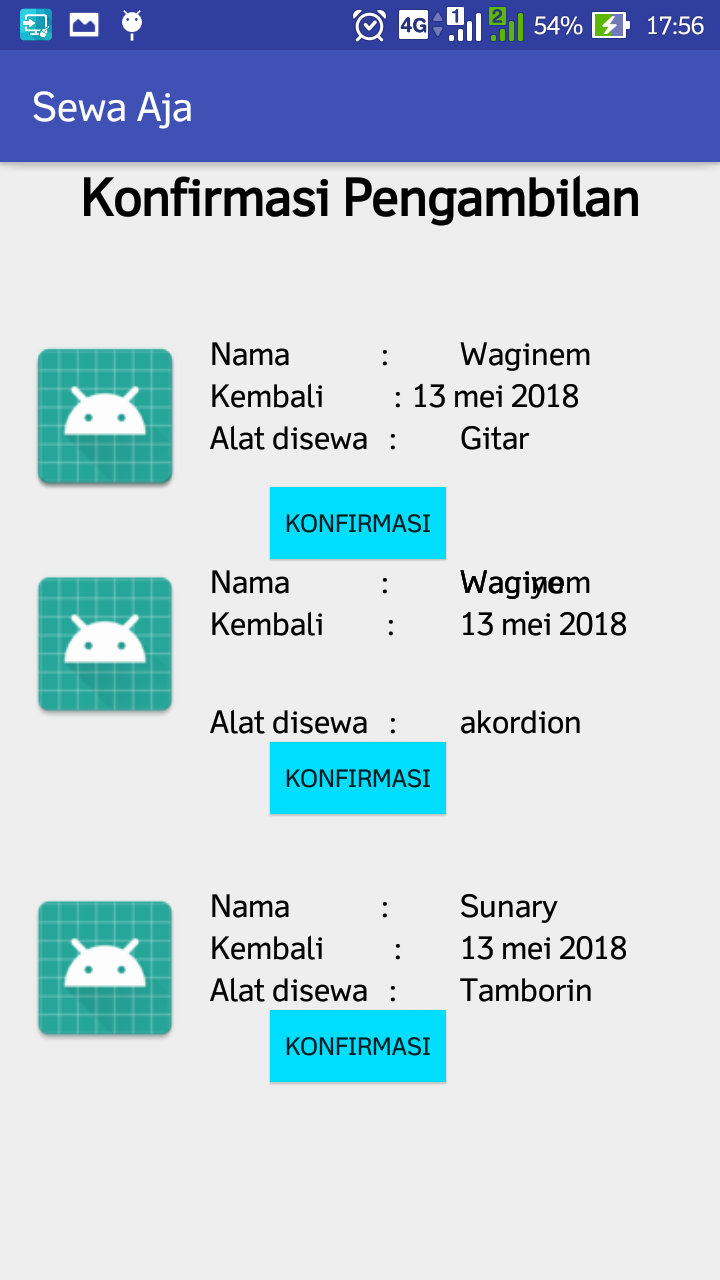 4G 1 2 54% 17:56
Sewa Aja
Konfirmasi Pengambilan
Nama : Waginem
Kembali : 13 mei 2018
Alat disewa : Gitar
KONFIRMASI
Nama :
Kembali : 13 mei 2018
Alat disewa : akordion
KONFIRMASI
Nama : Sunary
Kembali : 13 mei 2018
Alat disewa : Tamborin
KONFIRMASI